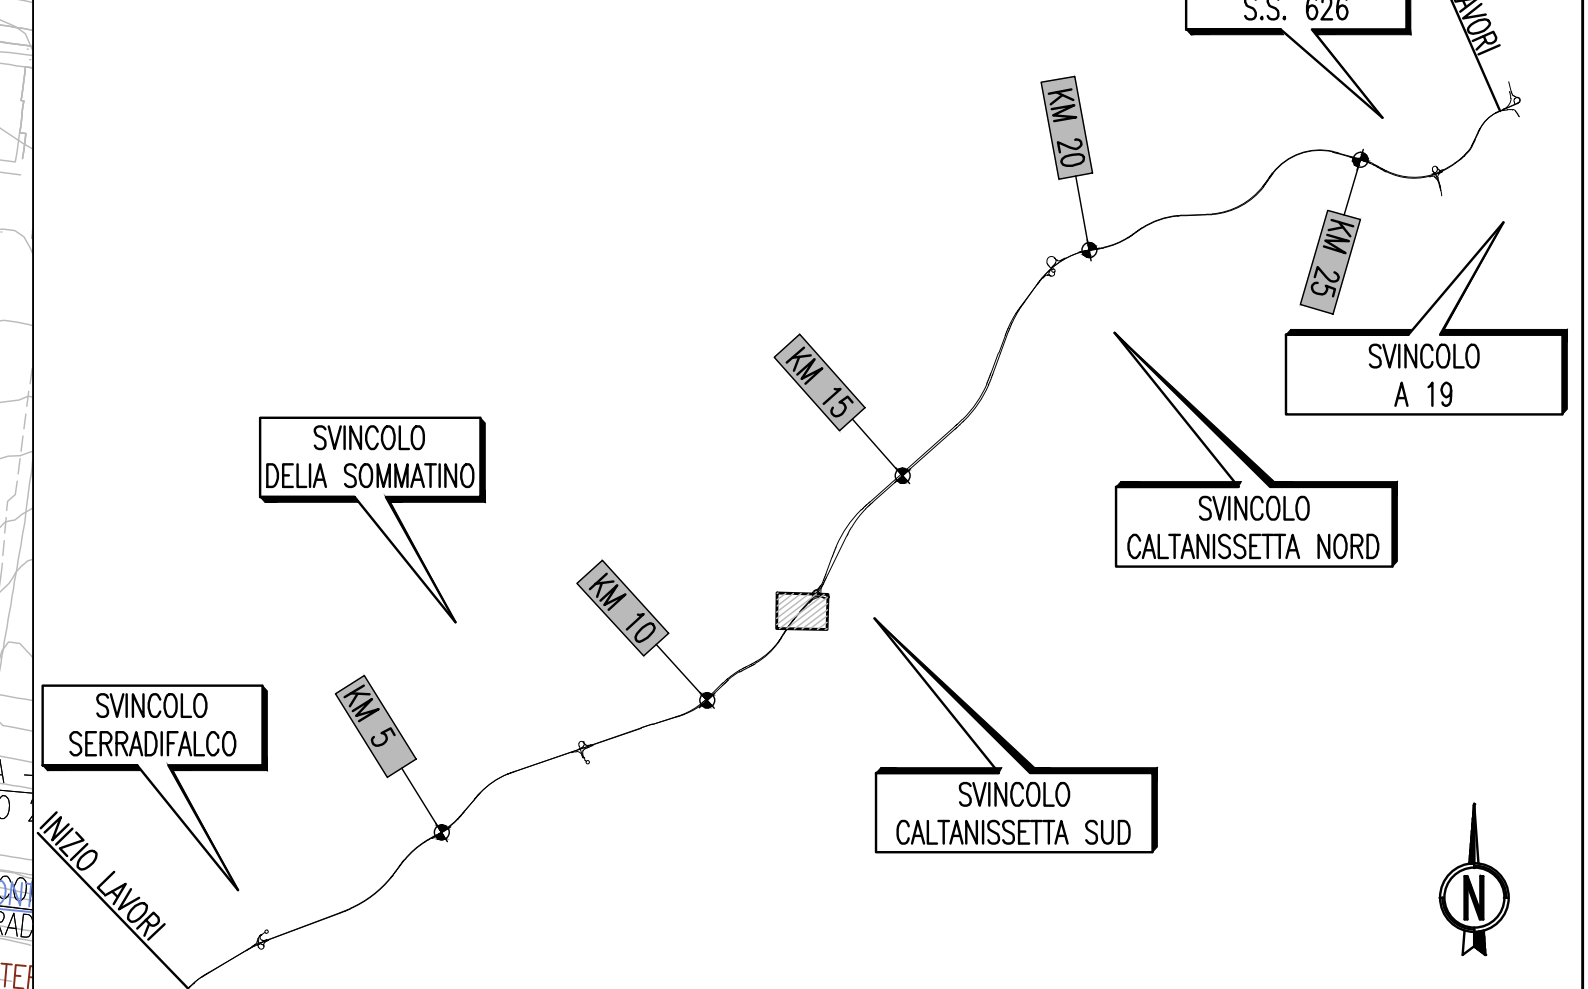 S.S. 626
KM 20
KM 25
SVINCOLO
A 19
KM 15
SVINCOLO
DELIA SOMMATINO
SVINCOLO
CALTANISSETTA NORD
KM 10
KM 5
SVINCOLO
SERRADIFALCO
SVINCOLO
CALTANISSETTA SUD
INIZIO LAVORI
N